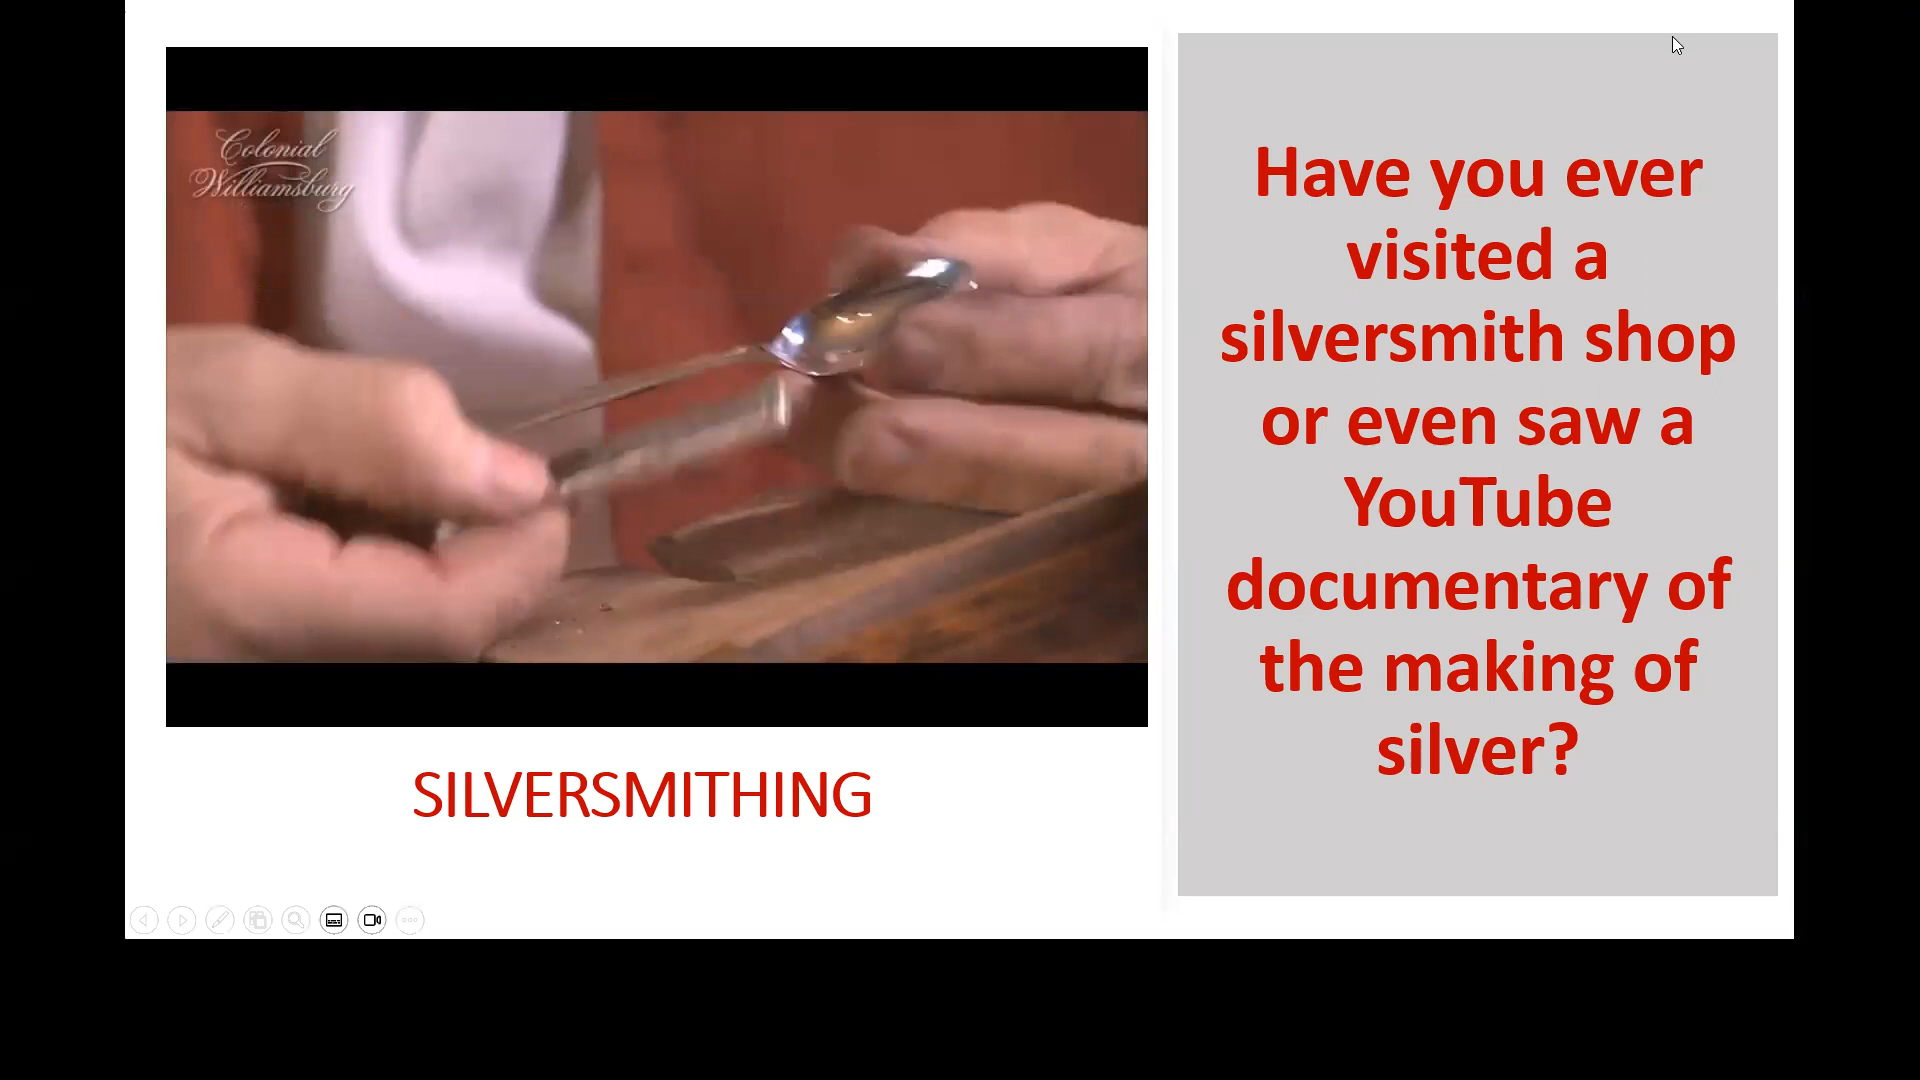 Colonial
Williamsburg
SILVERSMITHING
Have you ever
visited a
silversmith shop
or even saw a
YouTube
documentary of
the making of
silver?